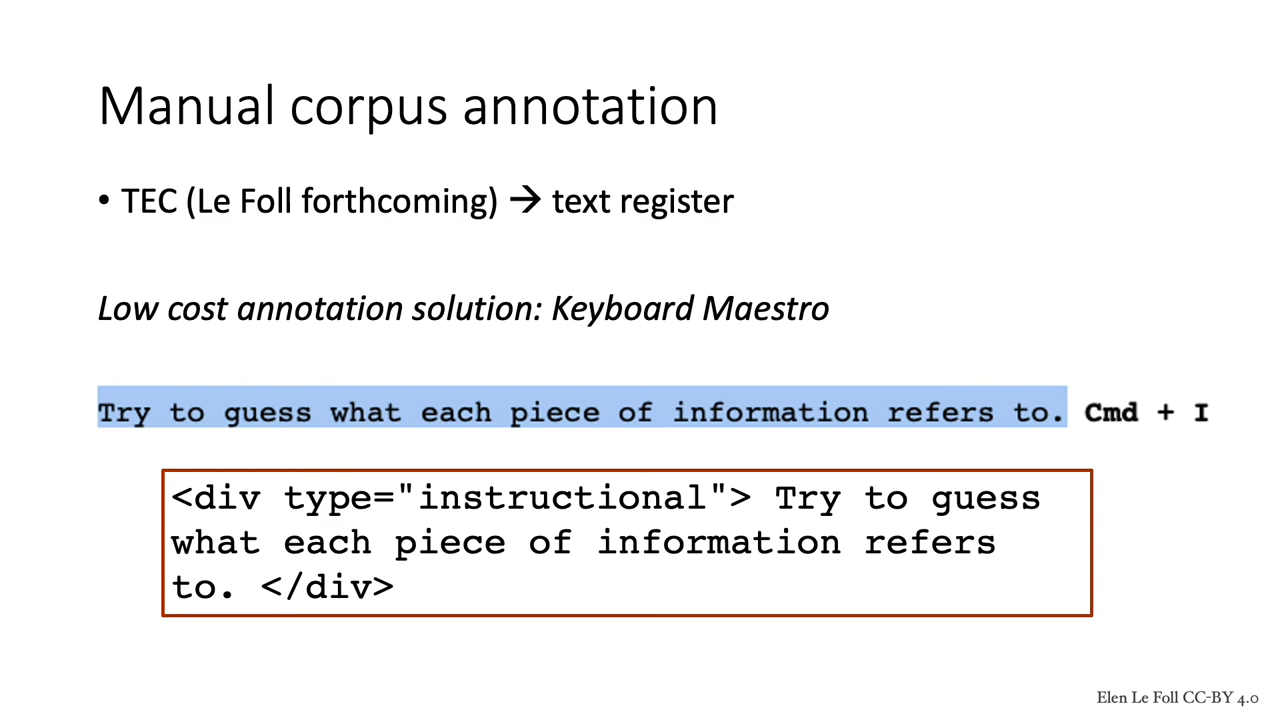 Manual corpus annotation
• TEC (Le Foll forthcoming) → text register
Low cost annotation solution: Keyboard Maestro
Try to guess what each piece of information refers to. Cmd + I
<div type="instructional"> Try to guess
what each piece of information refers
to. </div>
Elen Le Foll CC-BY 4.0